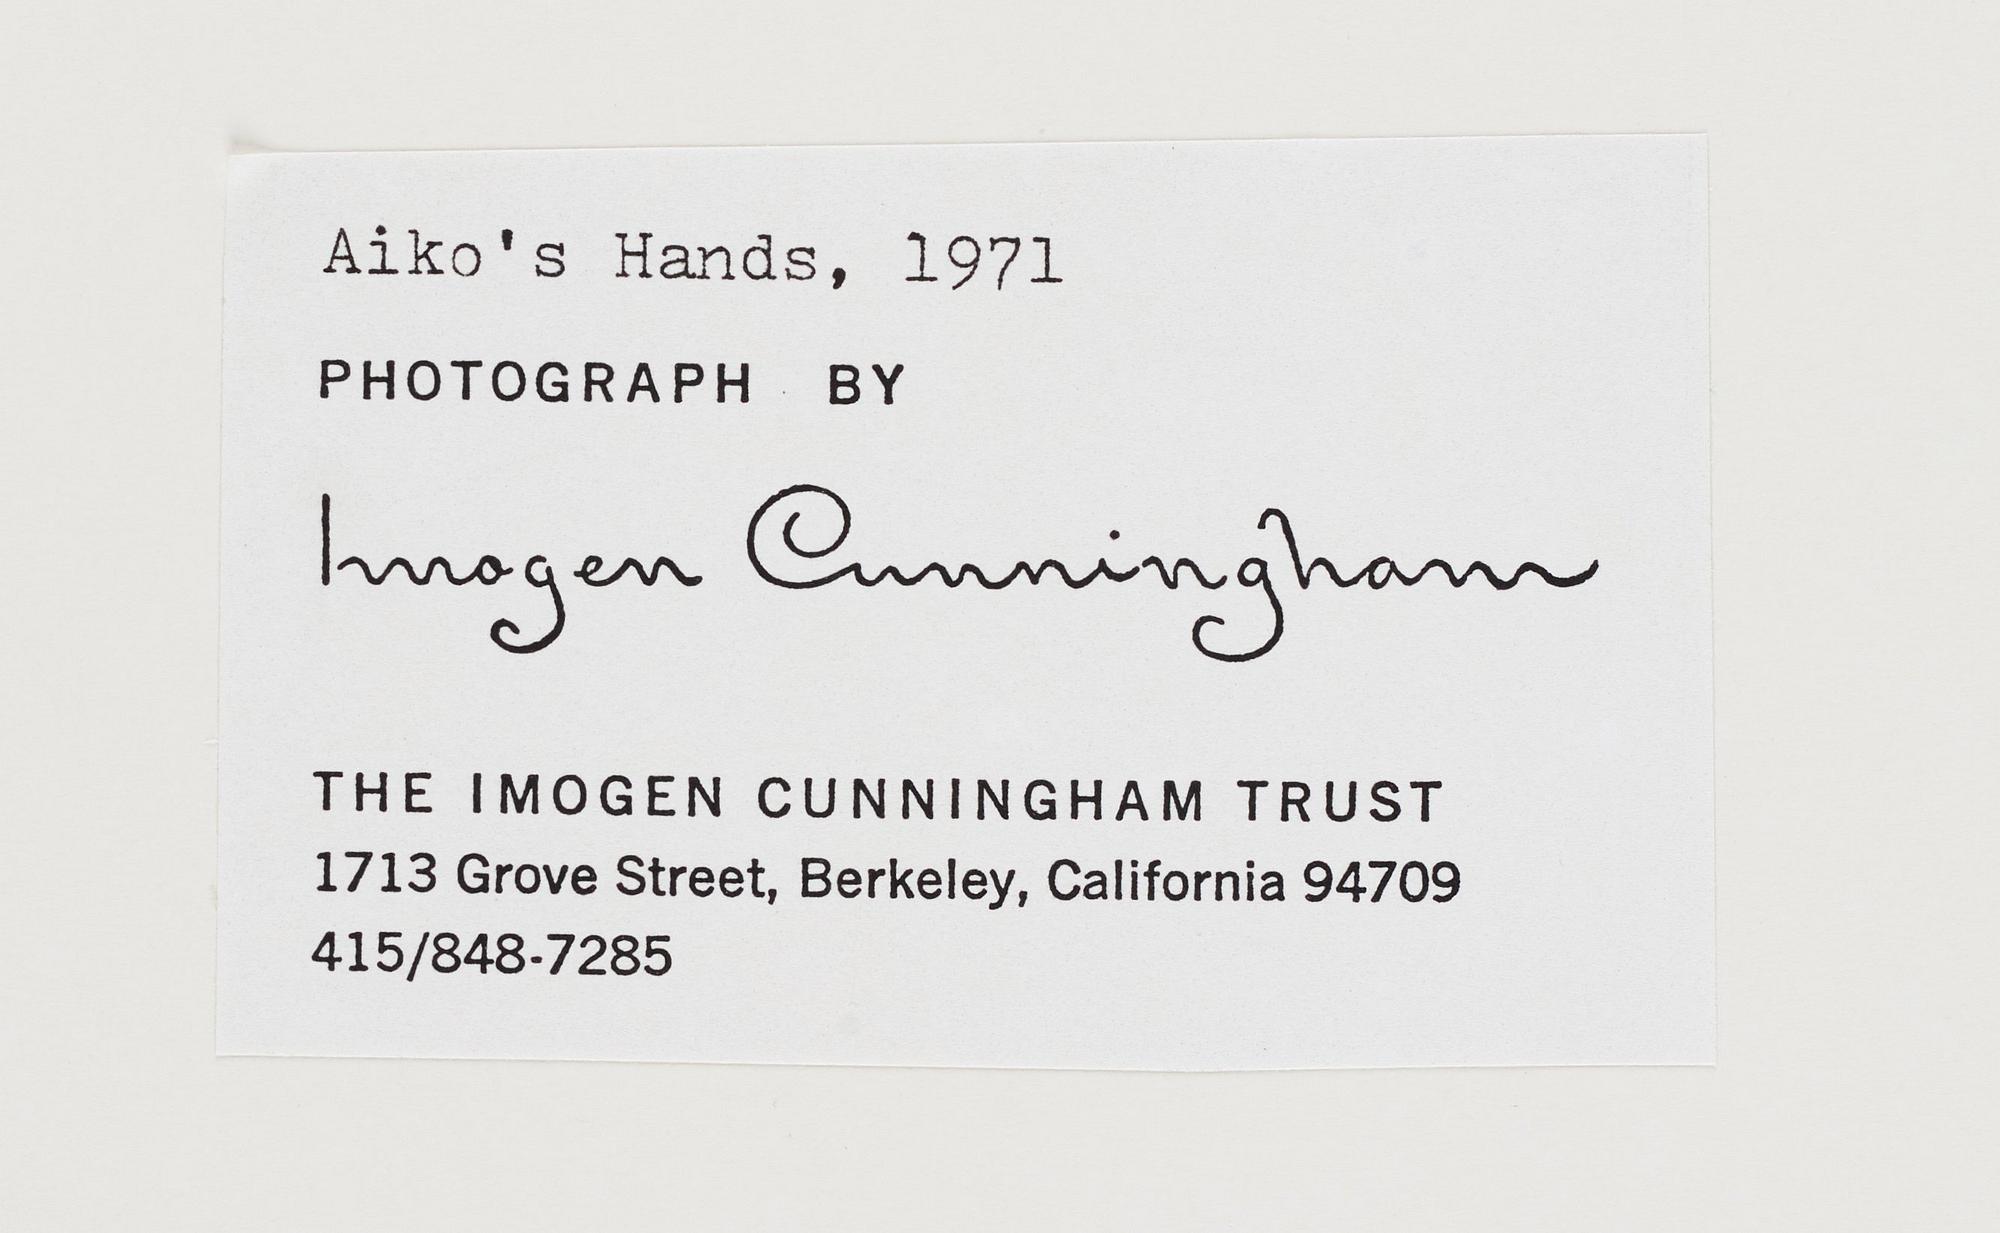 Aiko's Hands, 1971
PHOTOGRAPH BY
Imogen Cunningham
THE IMOGEN CUNNINGHAM TRUST
1713 Grove Street, Berkeley, California 94709
415/848-7285